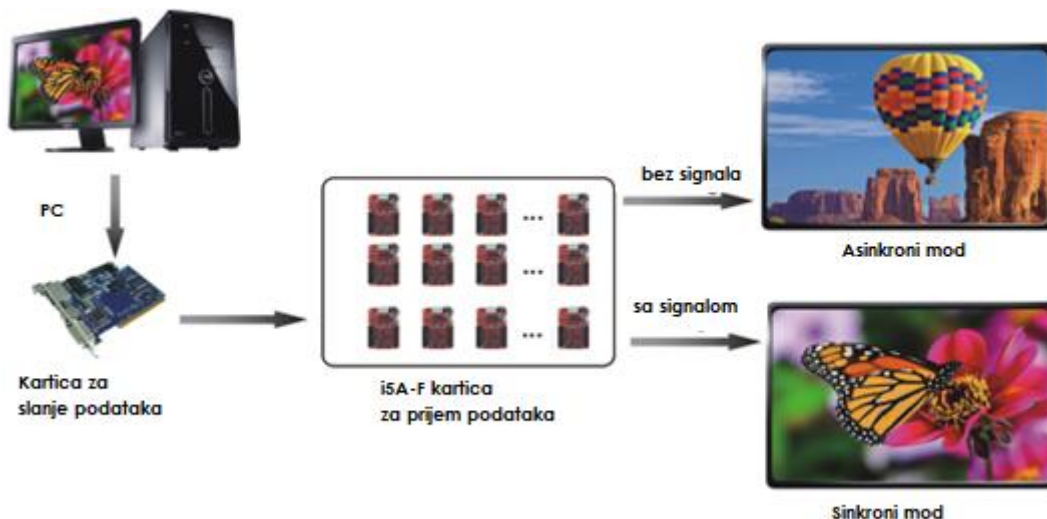 PC
Kartica za
slanje podataka
i5A-F kartica
za prijem podataka
bez signala
sa signalom
Asinkroni mod
Sinkroni mod